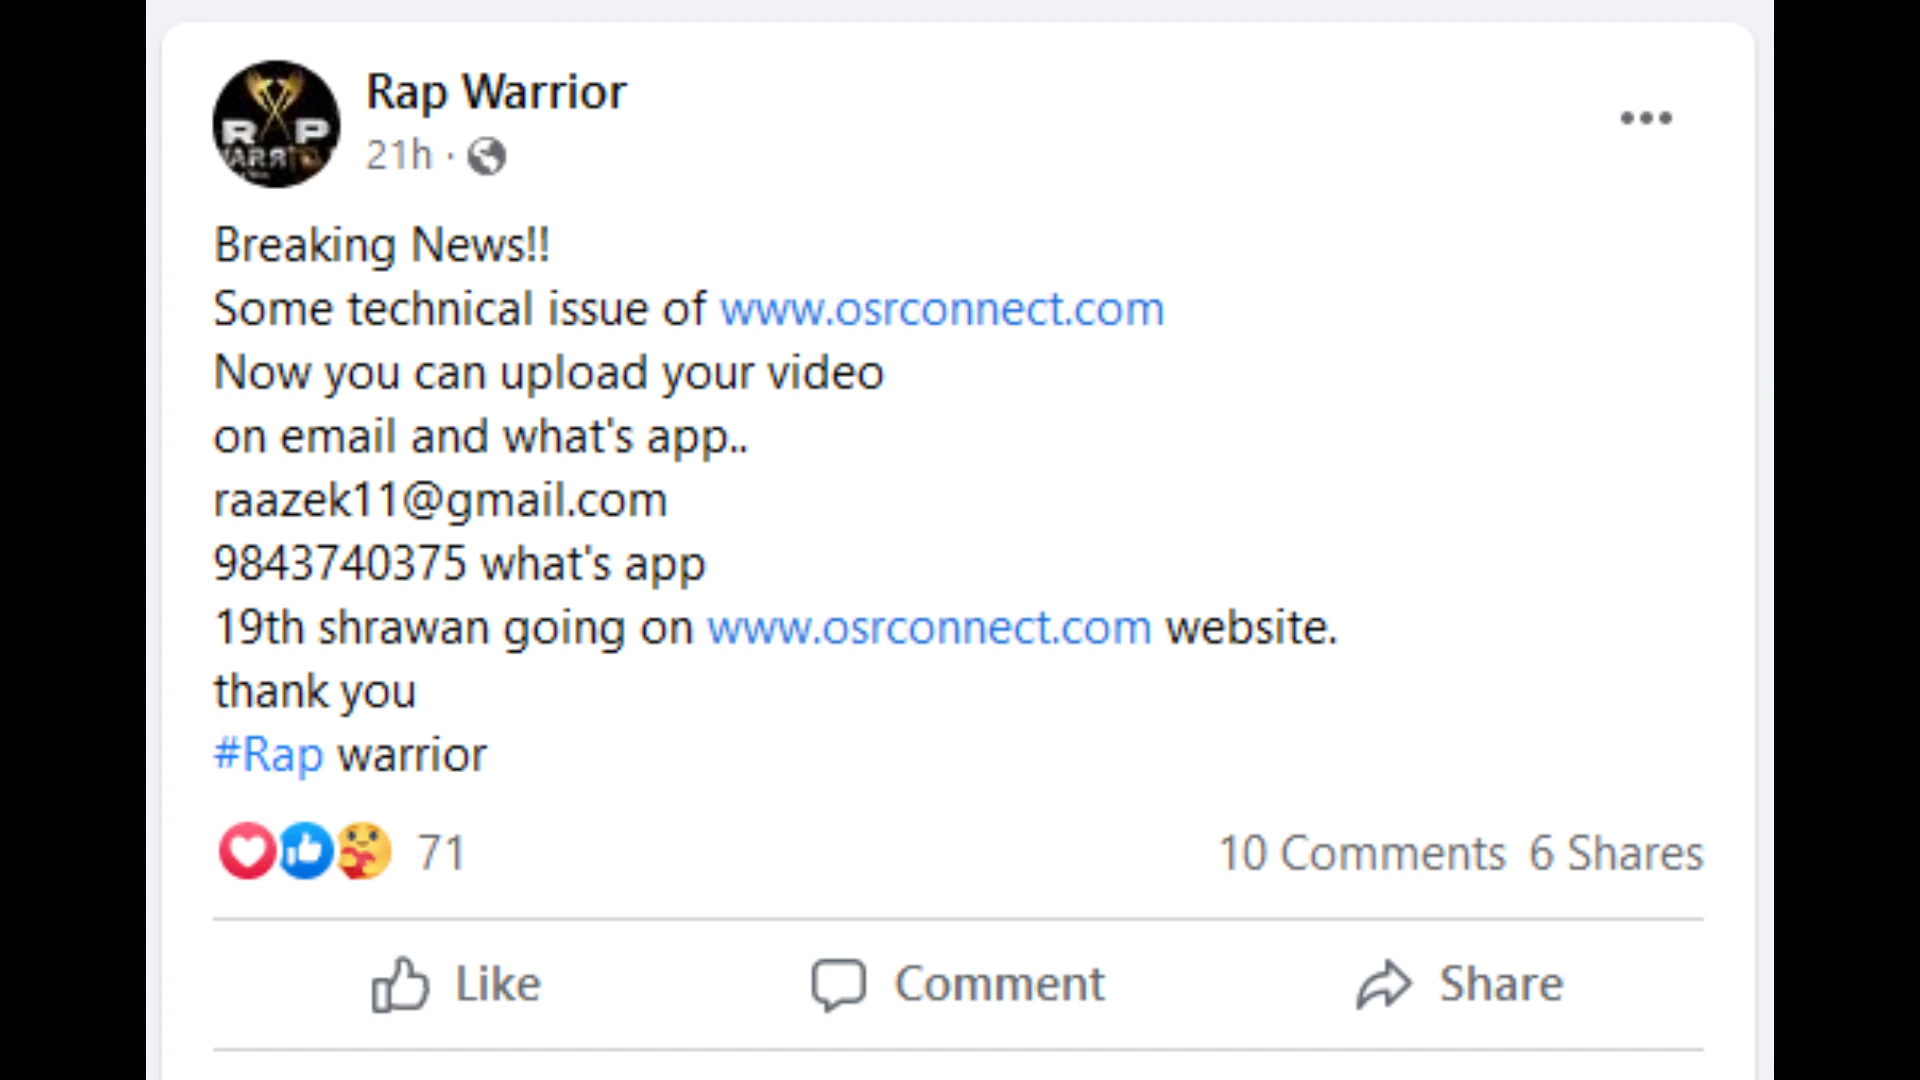 RAP
WARRIOR
Rap Warrior
21h ·
Breaking News!!
Some technical issue of www.osrconnect.com
Now you can upload your video
on email and what's app..
raazek11@gmail.com
9843740375 what's app
19th shrawan going on www.osrconnect.com website.
thank you
#Rap warrior
71
10 Comments 6 Shares
Like Comment Share